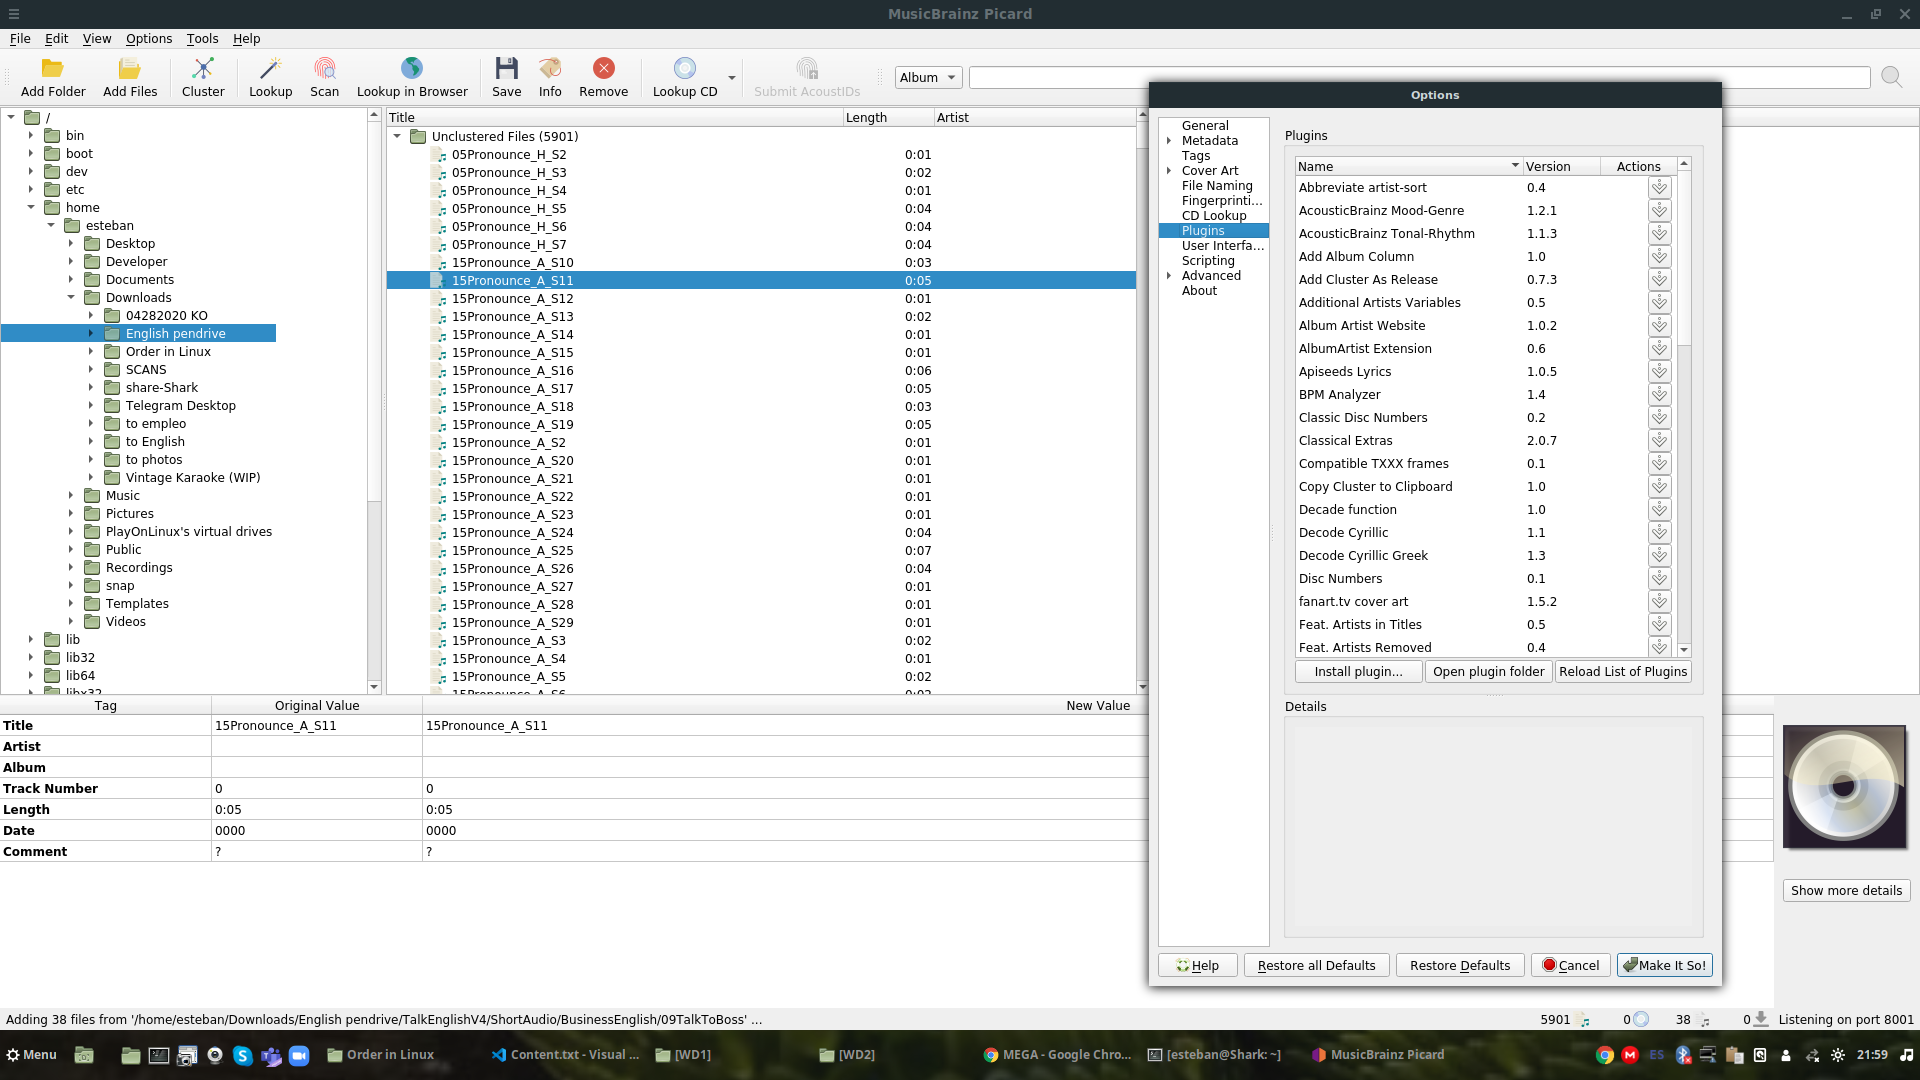 MusicBrainz Picard
File Edit View Options Tools Help
Add Folder Add Files Cluster Lookup Scan Lookup in Browser Save Info Remove Lookup CD Submit AcoustIDs Album
/
bin
boot
dev
etc
home
esteban
Desktop
Developer
Documents
Downloads
04282020 KO
English pendrive
Order in Linux
SCANS
share-Shark
Telegram Desktop
to empleo
to English
to photos
Vintage Karaoke (WIP)
Music
Pictures
PlayOnLinux's virtual drives
Public
Recordings
snap
Templates
Videos
lib
lib32
lib64
libx32
Title Length Artist
Unclustered Files (5901)
05Pronounce_H_S2 0:01
05Pronounce_H_S3 0:02
05Pronounce_H_S4 0:01
05Pronounce_H_S5 0:04
05Pronounce_H_S6 0:04
05Pronounce_H_S7 0:04
15Pronounce_A_S10 0:03
15Pronounce_A_S11 0:05
15Pronounce_A_S12 0:01
15Pronounce_A_S13 0:02
15Pronounce_A_S14 0:01
15Pronounce_A_S15 0:01
15Pronounce_A_S16 0:06
15Pronounce_A_S17 0:05
15Pronounce_A_S18 0:03
15Pronounce_A_S19 0:05
15Pronounce_A_S2 0:01
15Pronounce_A_S20 0:01
15Pronounce_A_S21 0:01
15Pronounce_A_S22 0:01
15Pronounce_A_S23 0:01
15Pronounce_A_S24 0:04
15Pronounce_A_S25 0:07
15Pronounce_A_S26 0:04
15Pronounce_A_S27 0:01
15Pronounce_A_S28 0:01
15Pronounce_A_S29 0:01
15Pronounce_A_S3 0:02
15Pronounce_A_S4 0:01
15Pronounce_A_S5 0:02
15Pronounce_A_S6 0:02
Options
General
Metadata
Tags
Cover Art
File Naming
Fingerprinti...
CD Lookup
Plugins
User Interfa...
Scripting
Advanced
About
Plugins
Name Version Actions
Abbreviate artist-sort 0.4
AcousticBrainz Mood-Genre 1.2.1
AcousticBrainz Tonal-Rhythm 1.1.3
Add Album Column 1.0
Add Cluster As Release 0.7.3
Additional Artists Variables 0.5
Album Artist Website 1.0.2
AlbumArtist Extension 0.6
Apiseeds Lyrics 1.0.5
BPM Analyzer 1.4
Classic Disc Numbers 0.2
Classical Extras 2.0.7
Compatible TXXX frames 0.1
Copy Cluster to Clipboard 1.0
Decade function 1.0
Decode Cyrillic 1.1
Decode Cyrillic Greek 1.3
Disc Numbers 0.1
fanart.tv cover art 1.5.2
Feat. Artists in Titles 0.5
Feat. Artists Removed 0.4
Install plugin... Open plugin folder Reload List of Plugins
Details
Help Restore all Defaults Restore Defaults Cancel Make It So!
Tag Original Value New Value
Title 15Pronounce_A_S11 15Pronounce_A_S11
Artist
Album
Track Number 0 0
Length 0:05 0:05
Date 0000 0000
Comment ? ?
Show more details
Adding 38 files from '/home/esteban/Downloads/English pendrive/TalkEnglishV4/ShortAudio/BusinessEnglish/09TalkToBoss' ... 5901 0 38 0 Listening on port 8001
Menu Order in Linux Content.txt - Visual ... [WD1] [WD2] MEGA - Google Chro... [esteban@Shark: ~] MusicBrainz Picard ES 21:59